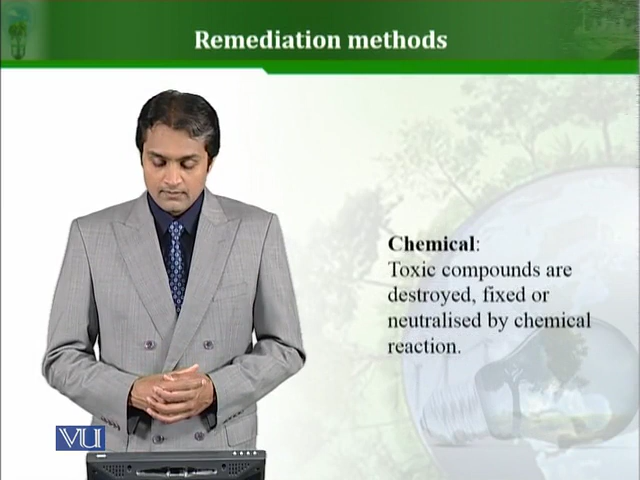 Remediation methods
Chemical:
Toxic compounds are
destroyed, fixed or
neutralised by chemical
reaction.
VU